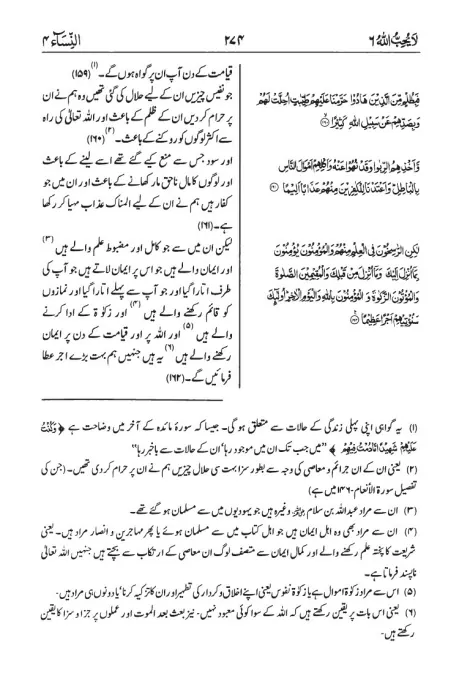 لَا يُحِبُّ اللهُ ٦
٢٧٤
النِّسَآء ٤
قیامت کے دن آپ ان پر گواہ ہوں گے۔(۱) (۱۵۹)
جو نفیس چیزیں ان کے لیے حلال کی گئی تھیں وہ ہم نے ان
پر حرام کر دیں ان کے ظلم کے باعث اور اللہ تعالیٰ کی راہ
سے اکثر لوگوں کو روکنے کے باعث۔(۲) (۱۶۰)
اور سود جس سے منع کیے گئے تھے اسے لینے کے باعث
اور لوگوں کا مال ناحق مار کھانے کے باعث اور ان میں جو
کفار ہیں ہم نے ان کے لیے المناک عذاب مہیا کر رکھا
ہے۔ (۱۶۱)
لیکن ان میں سے جو کامل اور مضبوط علم والے ہیں(۳)
اور ایمان والے ہیں جو اس پر ایمان لاتے ہیں جو آپ کی
طرف اتارا گیا اور جو آپ سے پہلے اتارا گیا اور نمازوں
کو قائم رکھنے والے ہیں(۴) اور زکوٰۃ کے ادا کرنے
والے ہیں(۵) اور اللہ پر اور قیامت کے دن پر ایمان
رکھنے والے ہیں(۶) یہ ہیں جنہیں ہم بہت بڑے اجر عطا
فرمائیں گے۔ (۱۶۲)
فَبِظُلْمٍ مِّنَ الَّذِيْنَ هَادُوْا حَرَّمْنَا عَلَيْهِمْ طَيِّبٰتٍ اُحِلَّتْ لَهُمْ
وَبِصَدِّهِمْ عَنْ سَبِيْلِ اللهِ كَثِيْرًا
وَّاَخْذِهِمُ الرِّبٰوا وَقَدْ نُهُوْا عَنْهُ وَاَكْلِهِمْ اَمْوَالَ النَّاسِ
بِالْبَاطِلِ وَاَعْتَدْنَا لِلْكٰفِرِيْنَ مِنْهُمْ عَذَابًا اَلِيْمًا
لٰكِنِ الرّٰسِخُوْنَ فِي الْعِلْمِ مِنْهُمْ وَالْمُؤْمِنُوْنَ يُؤْمِنُوْنَ
بِمَآ اُنْزِلَ اِلَيْكَ وَمَآ اُنْزِلَ مِنْ قَبْلِكَ وَالْمُقِيْمِيْنَ الصَّلٰوةَ
وَالْمُؤْتُوْنَ الزَّكٰوةَ وَالْمُؤْمِنُوْنَ بِاللهِ وَالْيَوْمِ الْاٰخِرِ اُولٰٓئِكَ
سَنُؤْتِيْهِمْ اَجْرًا عَظِيْمًا
(۱) یہ گواہی اپنی پہلی زندگی کے حالات سے متعلق ہوگی۔ جیسا کہ سورۂ مائدہ کے آخر میں وضاحت ہے ﴿وَكُنْتُ
عَلَيْهِمْ شَهِيْدًا مَّا دُمْتُ فِيْهِمْ﴾ "میں جب تک ان میں موجود رہا، ان کے حالات سے باخبر رہا"
(۲) یعنی ان کے ان جرائم و معاصی کی وجہ سے بطور سزا بہت سی حلال چیزیں ہم نے ان پر حرام کر دی تھیں۔ (جن کی
تفصیل سورۃ الأنعام-۱۴۶ میں ہے)
(۳) ان سے مراد عبداللہ بن سلام وغیرہ ہیں جو یہودیوں میں سے مسلمان ہو گئے تھے۔
(۴) ان سے مراد بھی وہ اہل ایمان ہیں جو اہل کتاب میں سے مسلمان ہوئے یا پھر مہاجرین و انصار مراد ہیں۔ یعنی
شریعت کا پختہ علم رکھنے والے اور کمال ایمان سے متصف لوگ ان معاصی کے ارتکاب سے بچتے ہیں جنہیں اللہ تعالیٰ
ناپسند فرماتا ہے۔
(۵) اس سے مراد زکوٰۃ اموال ہے یا زکوٰۃ نفوس یعنی اپنے اخلاق و کردار کی تطہیر اور ان کا تزکیہ کرنا یا دونوں ہی مراد ہیں۔
(۶) یعنی اس بات پر یقین رکھتے ہیں کہ اللہ کے سوا کوئی معبود نہیں۔ نیز بعث بعد الموت اور عملوں پر جزا و سزا کا یقین
رکھتے ہیں۔